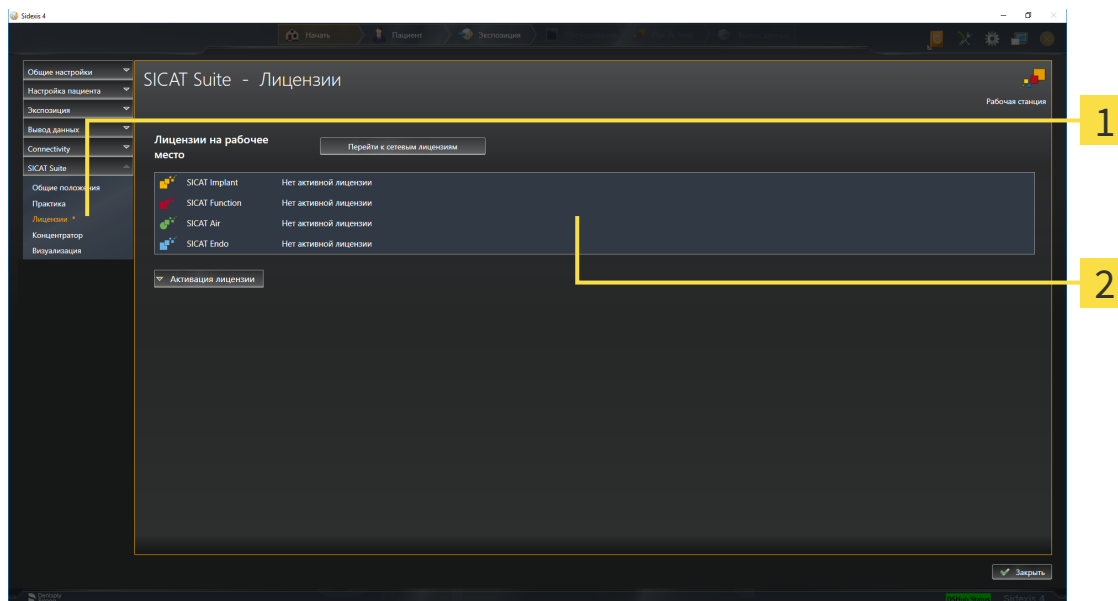 Sidexis 4
Начать
Пациент
Экспозиция
Общие настройки
Настройка пациента
Экспозиция
Вывод данных
Connectivity
SICAT Suite
Общие положения
Практика
Лицензии *
Концентратор
Визуализация
SICAT Suite - Лицензии
Рабочая станция
Лицензии на рабочее
место
Перейти к сетевым лицензиям
SICAT Implant Нет активной лицензии
SICAT Function Нет активной лицензии
SICAT Air Нет активной лицензии
SICAT Endo Нет активной лицензии
Активация лицензии
1
2
Закрыть
Dentsply
Sirona
Sidexis 4